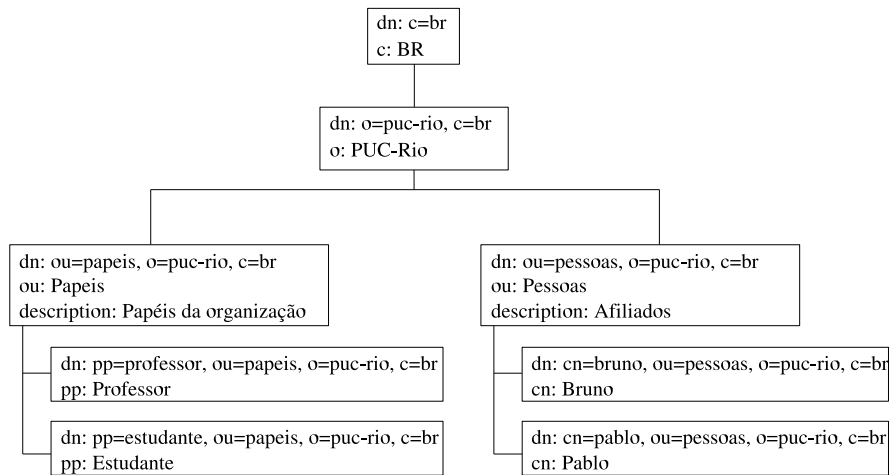 dn: c=br
c: BR
dn: o=puc-rio, c=br
o: PUC-Rio
dn: ou=papeis, o=puc-rio, c=br
ou: Papeis
description: Papéis da organização
dn: pp=professor, ou=papeis, o=puc-rio, c=br
pp: Professor
dn: pp=estudante, ou=papeis, o=puc-rio, c=br
pp: Estudante
dn: ou=pessoas, o=puc-rio, c=br
ou: Pessoas
description: Afiliados
dn: cn=bruno, ou=pessoas, o=puc-rio, c=br
cn: Bruno
dn: cn=pablo, ou=pessoas, o=puc-rio, c=br
cn: Pablo